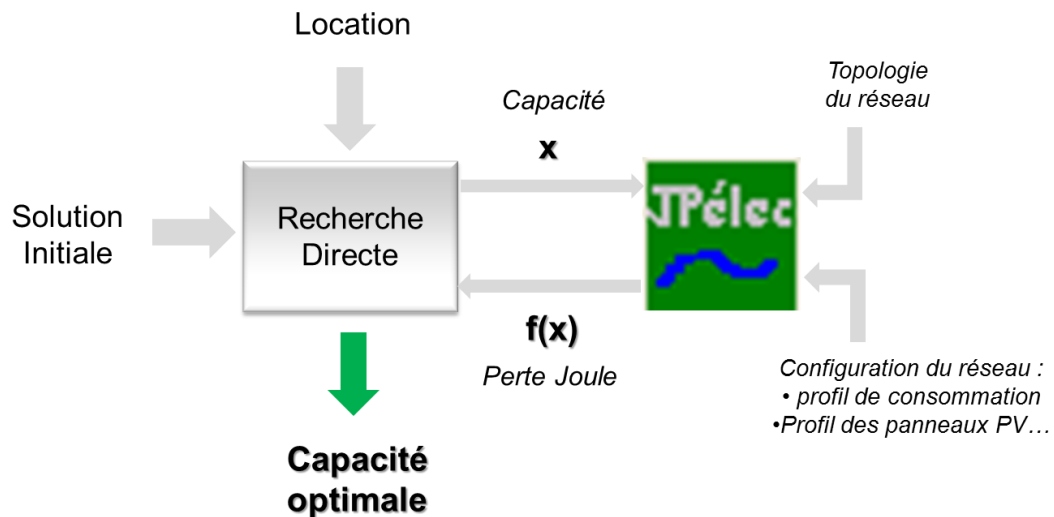 Location
Capacité
x
Topologie
du réseau
Solution
Initiale
Recherche
Directe
JPélec
f(x)
Perte Joule
Configuration du réseau :
• profil de consommation
•Profil des panneaux PV…
Capacité
optimale